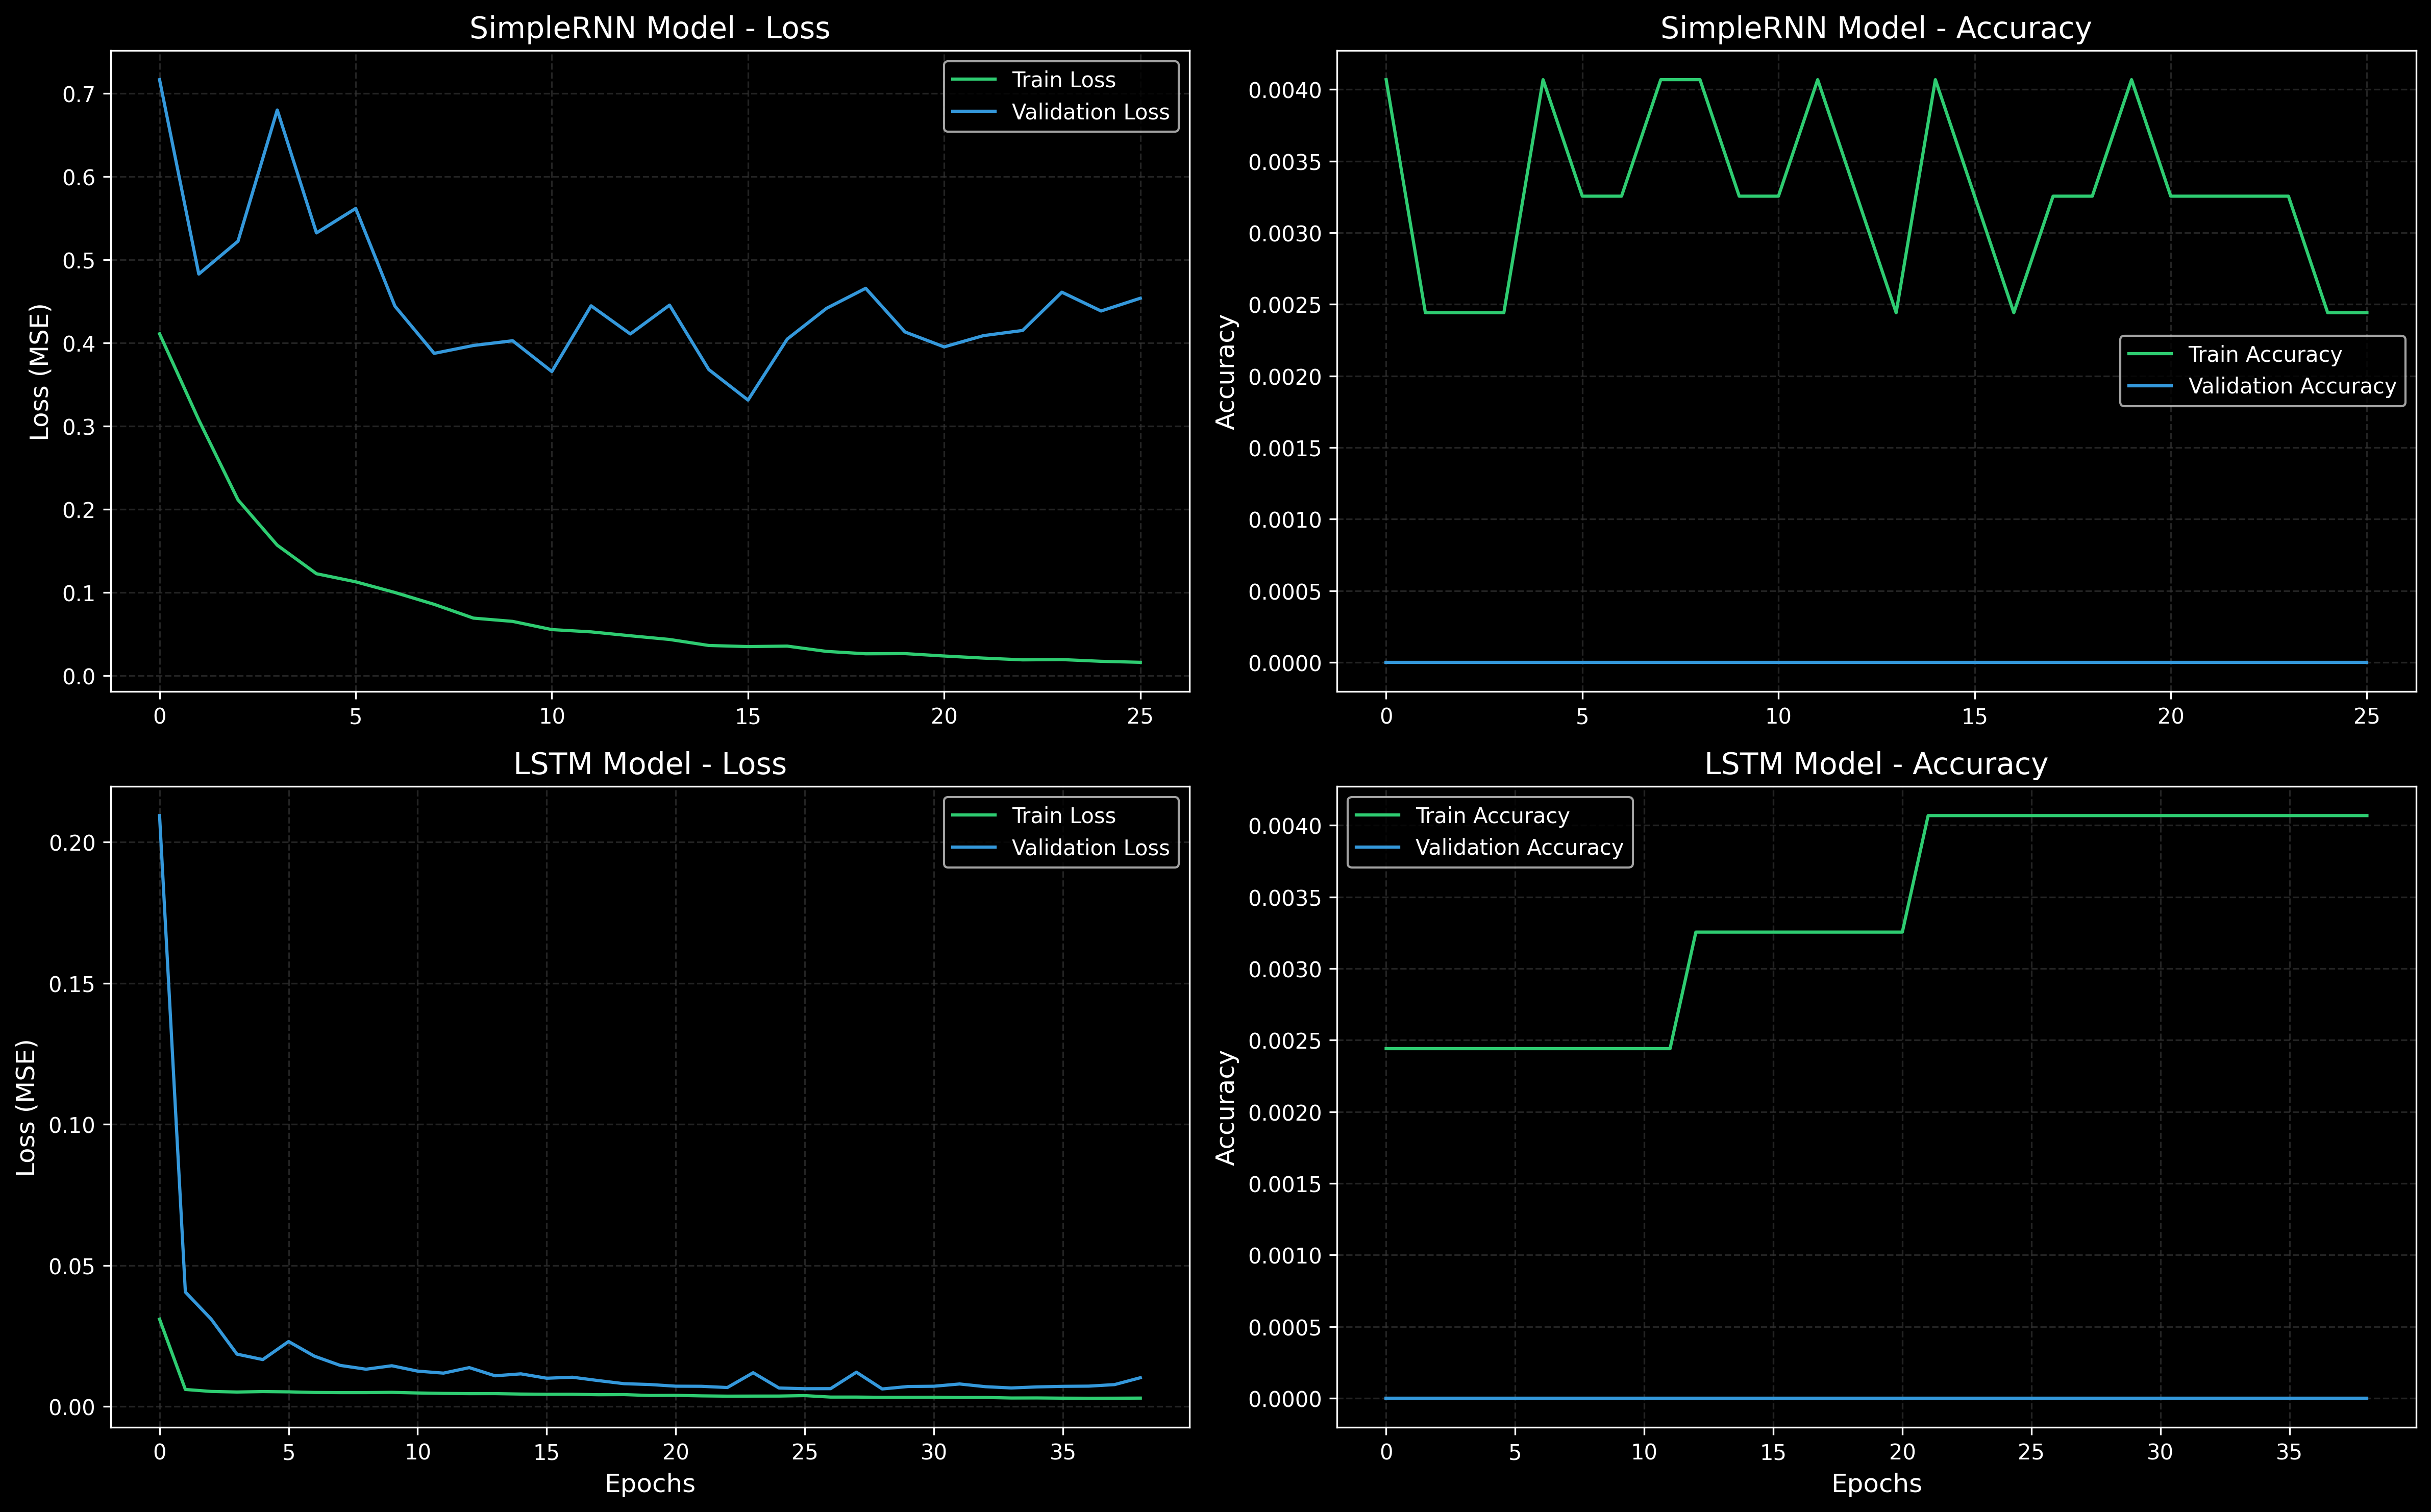 SimpleRNN Model - Loss
Loss (MSE)
0.7
0.6
0.5
0.4
0.3
0.2
0.1
0.0
0 5 10 15 20 25
Train Loss
Validation Loss
SimpleRNN Model - Accuracy
Accuracy
0.0040
0.0035
0.0030
0.0025
0.0020
0.0015
0.0010
0.0005
0.0000
0 5 10 15 20 25
Train Accuracy
Validation Accuracy
LSTM Model - Loss
Loss (MSE)
0.20
0.15
0.10
0.05
0.00
0 5 10 15 20 25 30 35
Epochs
Train Loss
Validation Loss
LSTM Model - Accuracy
Accuracy
0.0040
0.0035
0.0030
0.0025
0.0020
0.0015
0.0010
0.0005
0.0000
0 5 10 15 20 25 30 35
Epochs
Train Accuracy
Validation Accuracy